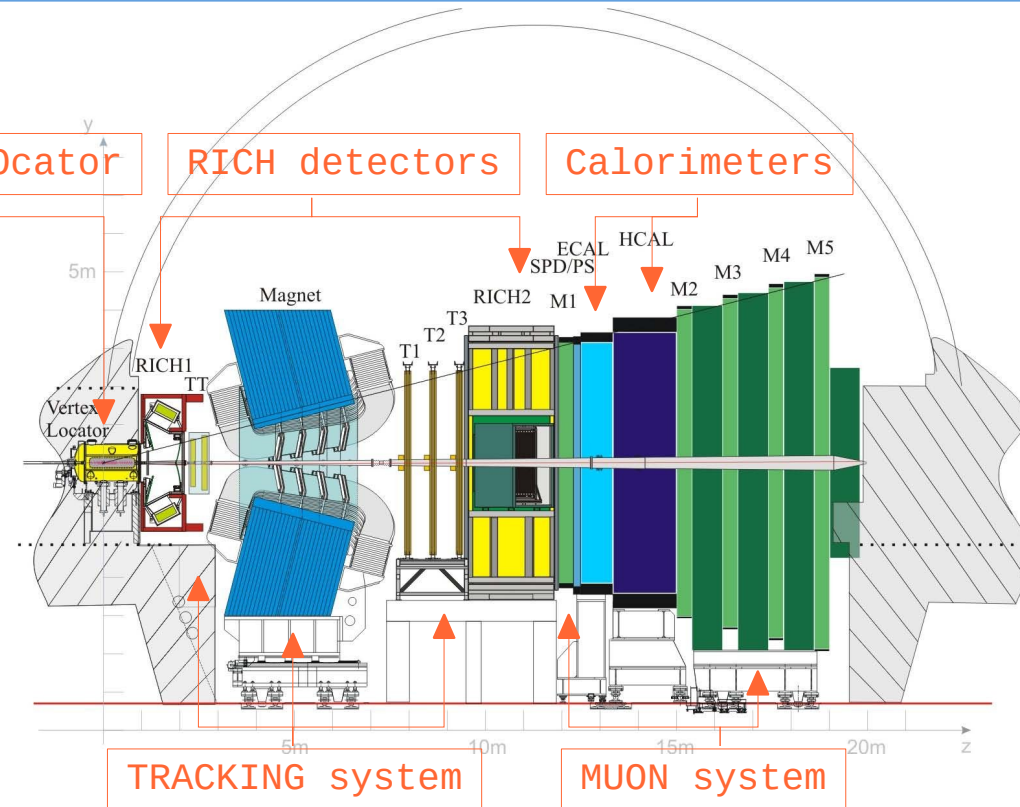 y
Ocator
RICH detectors
Calorimeters
5m
HCAL
ECAL
SPD/PS
M5
M4
M3
M2
M1
Magnet
RICH2
T3
T2
T1
RICH1
TT
Vertex
Locator
5m
10m
15m
20m
z
TRACKING system
MUON system